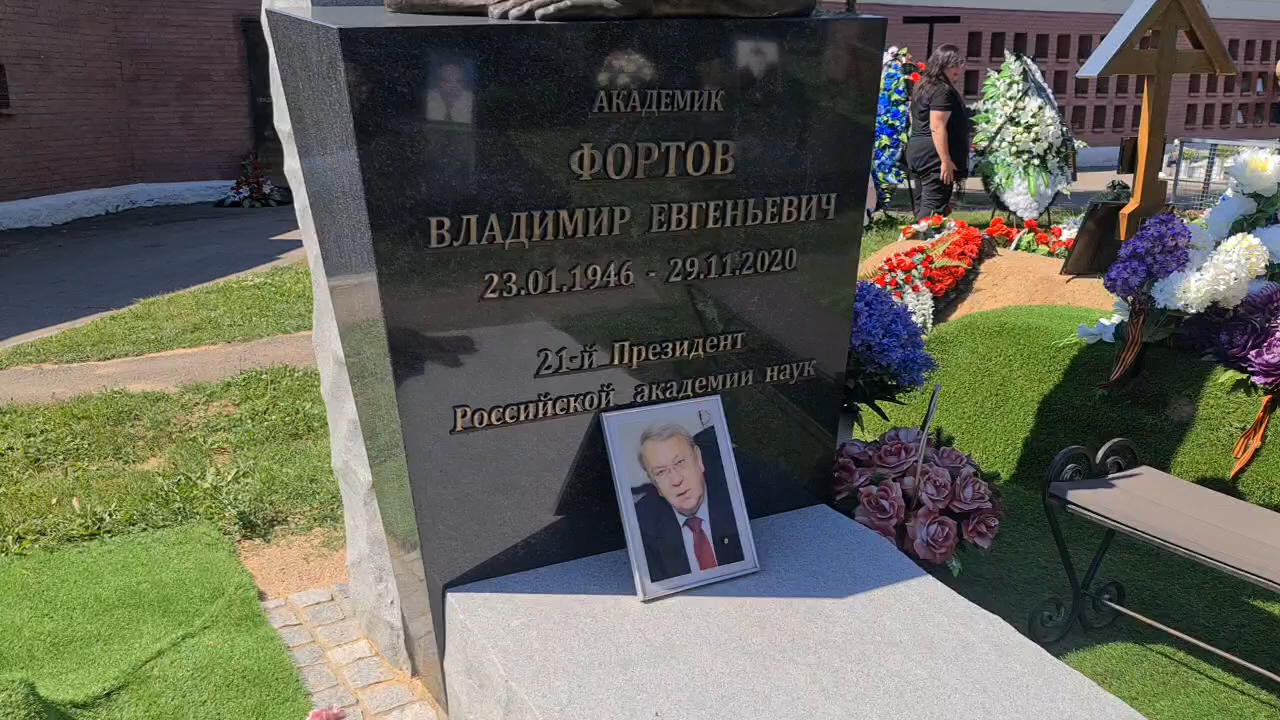 АКАДЕМИК
ФОРТОВ
ВЛАДИМИР ЕВГЕНЬЕВИЧ
23.01.1946 - 29.11.2020
21-й Президент
Российской академии наук